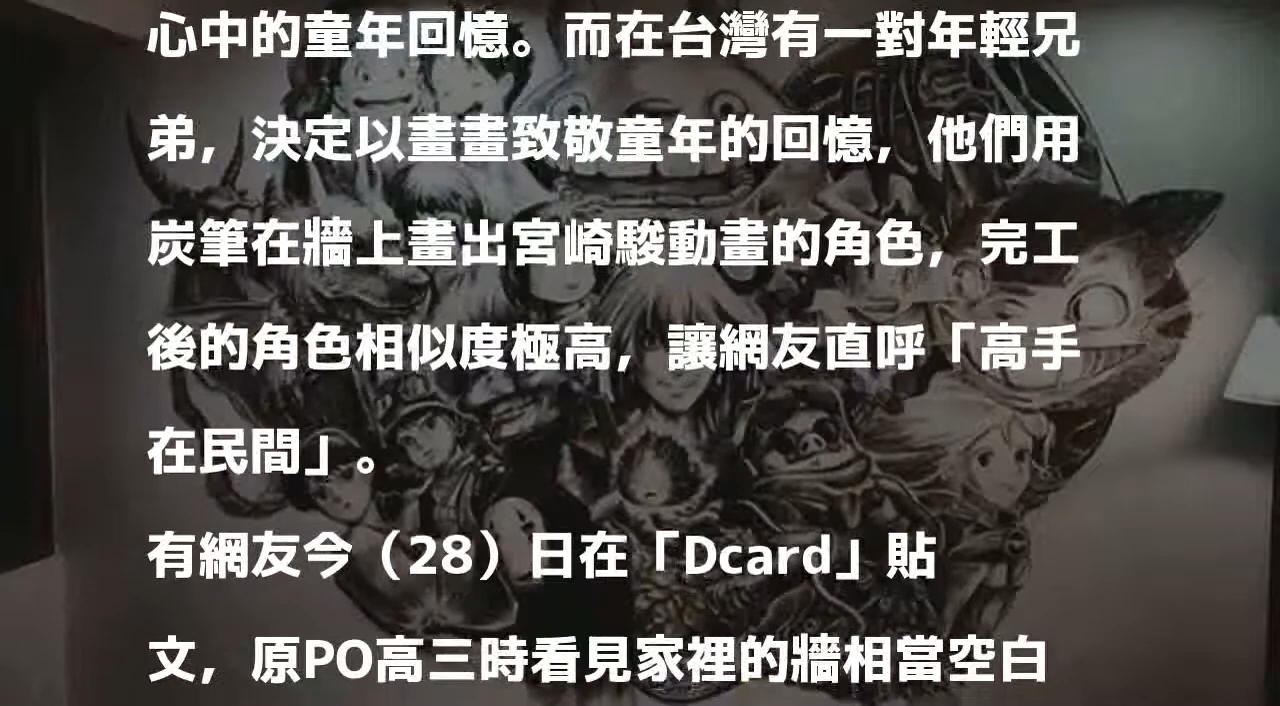 心中的童年回憶。而在台灣有一對年輕兄
弟，決定以畫畫致敬童年的回憶，他們用
炭筆在牆上畫出宮崎駿動畫的角色，完工
後的角色相似度極高，讓網友直呼「高手
在民間」。
有網友今（28）日在「Dcard」貼
文，原PO高三時看見家裡的牆相當空白